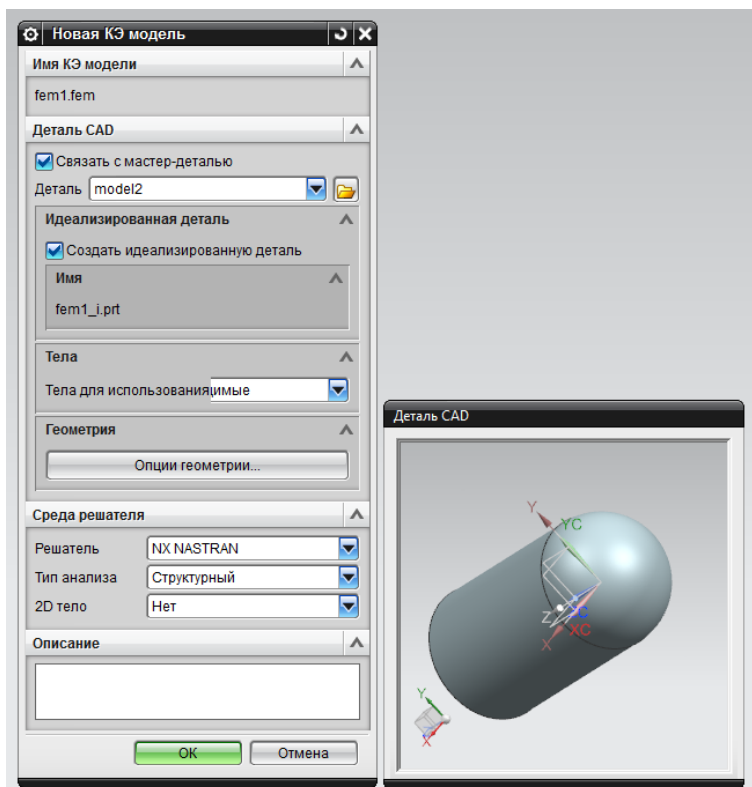 Новая КЭ модель
Имя КЭ модели
fem1.fem
Деталь CAD
Связать с мастер-деталью
Деталь model2
Идеализированная деталь
Создать идеализированную деталь
Имя
fem1_i.prt
Тела
Тела для использования имые
Геометрия
Опции геометрии...
Среда решателя
Решатель NX NASTRAN
Тип анализа Структурный
2D тело Нет
Описание
OK Отмена
Деталь CAD
Y
YC
Z ZC
X XC
Y
X